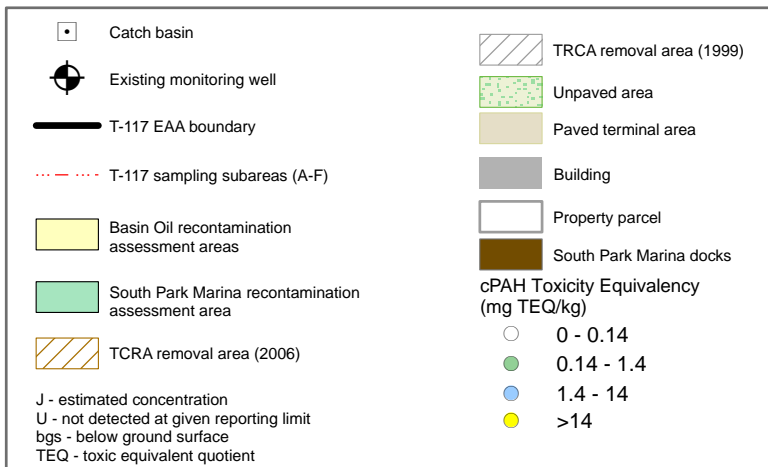 Catch basin
Existing monitoring well
T-117 EAA boundary
T-117 sampling subareas (A-F)
Basin Oil recontamination
assessment areas
South Park Marina recontamination
assessment area
TCRA removal area (2006)
J - estimated concentration
U - not detected at given reporting limit
bgs - below ground surface
TEQ - toxic equivalent quotient
TRCA removal area (1999)
Unpaved area
Paved terminal area
Building
Property parcel
South Park Marina docks
cPAH Toxicity Equivalency
(mg TEQ/kg)
0 - 0.14
0.14 - 1.4
1.4 - 14
>14